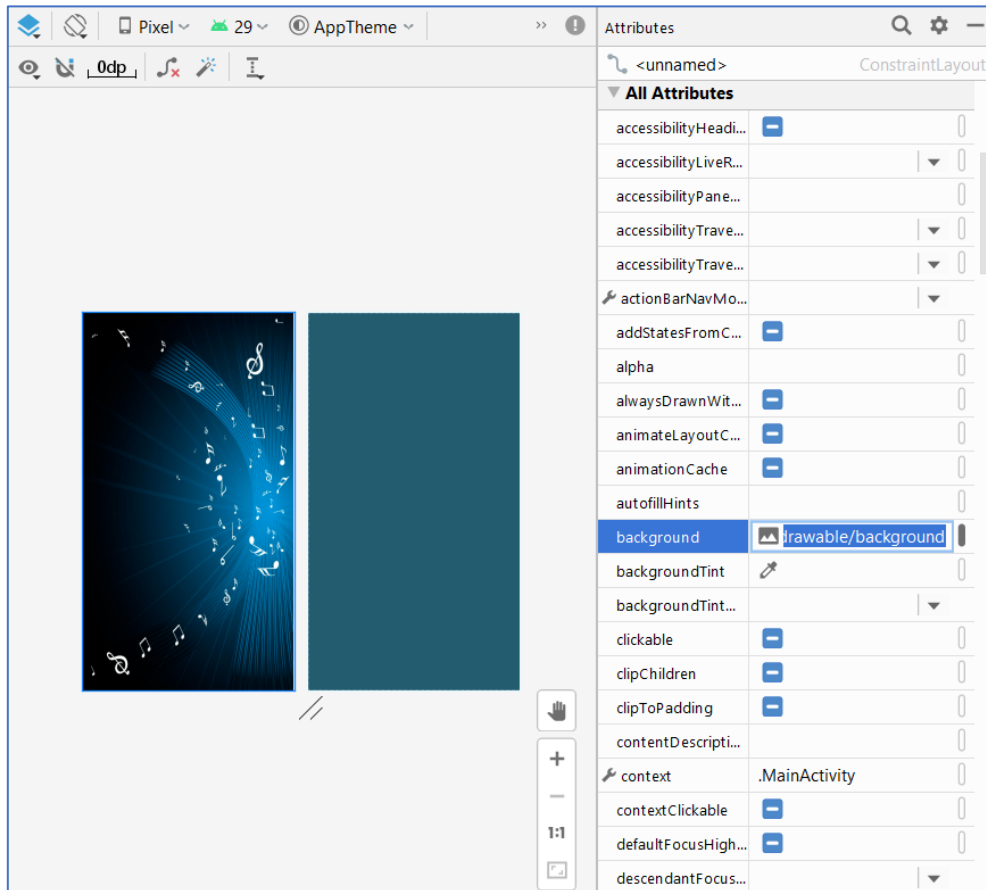 Pixel 29 AppTheme >>
0dp
1:1
Attributes
<unnamed> ConstraintLayout
All Attributes
accessibilityHeadi...
accessibilityLiveR...
accessibilityPane...
accessibilityTrave...
accessibilityTrave...
actionBarNavMo...
addStatesFromC...
alpha
alwaysDrawnWit...
animateLayoutC...
animationCache
autofillHints
background drawable/background
backgroundTint
backgroundTint...
clickable
clipChildren
clipToPadding
contentDescripti...
context .MainActivity
contextClickable
defaultFocusHigh...
descendantFocus...